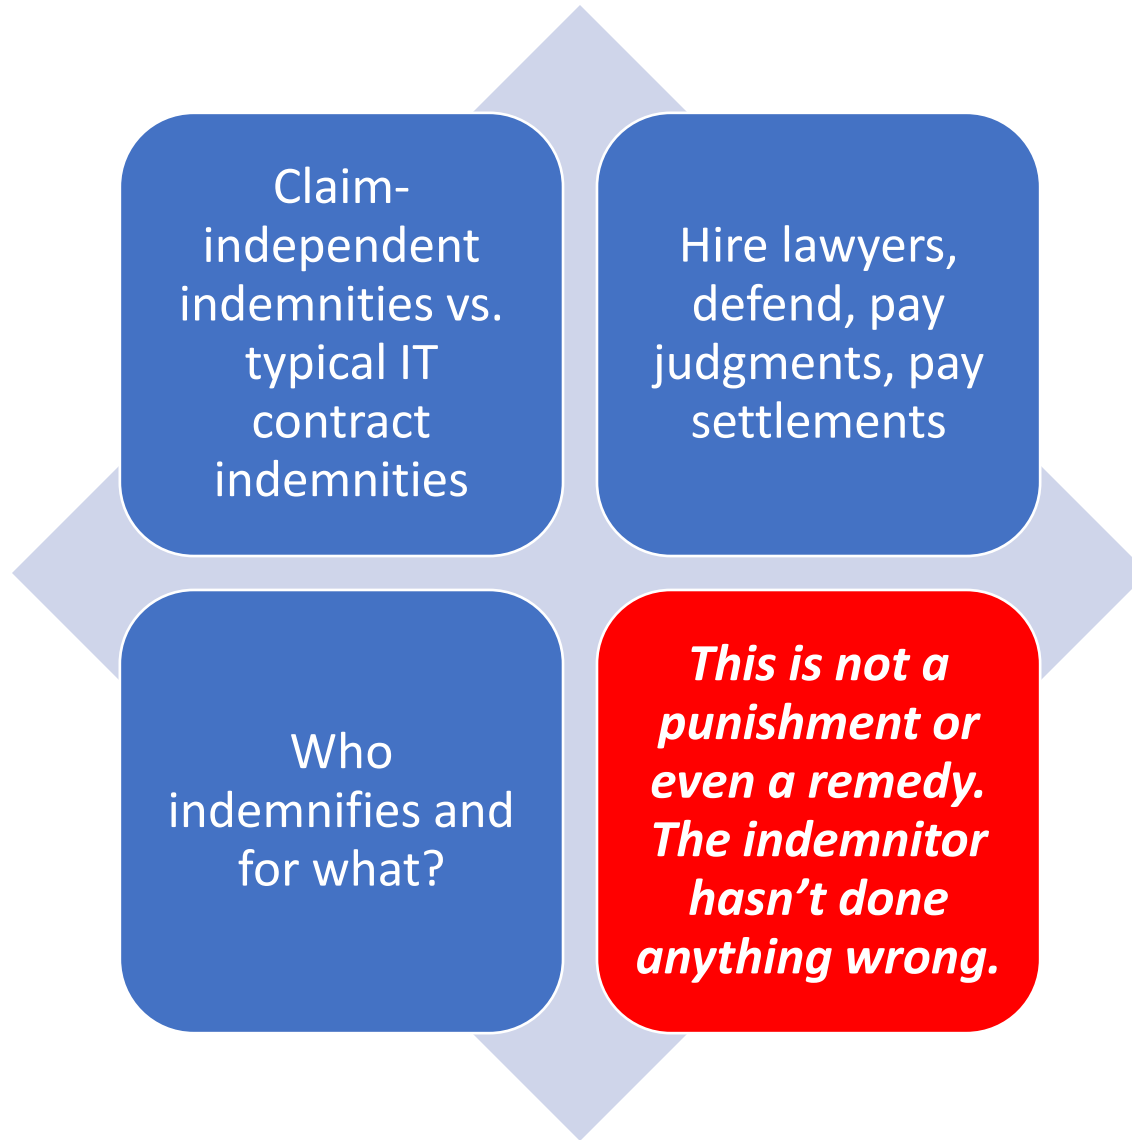 Claim-
independent
indemnities vs.
typical IT
contract
indemnities
Hire lawyers,
defend, pay
judgments, pay
settlements
Who
indemnifies and
for what?
This is not a
punishment or
even a remedy.
The indemnitor
hasn’t done
anything wrong.